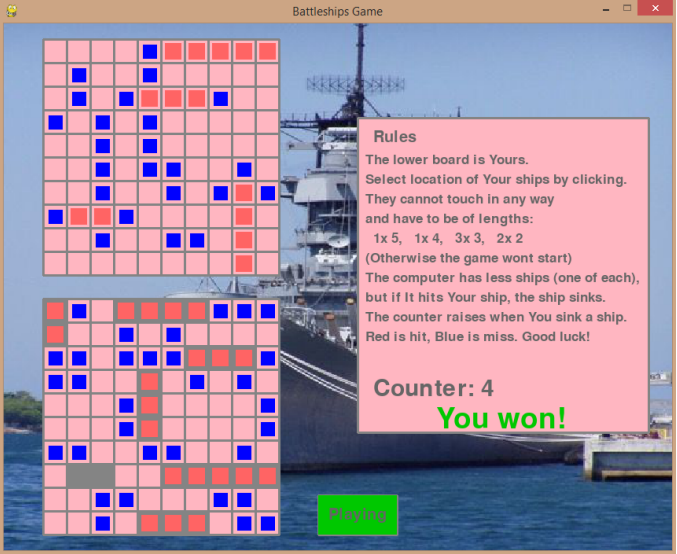 Battleships Game
Rules
The lower board is Yours.
Select location of Your ships by clicking.
They cannot touch in any way
and have to be of lengths:
1x 5, 1x 4, 3x 3, 2x 2
(Otherwise the game wont start)
The computer has less ships (one of each),
but if It hits Your ship, the ship sinks.
The counter raises when You sink a ship.
Red is hit, Blue is miss. Good luck!
Counter: 4
You won!
Playing